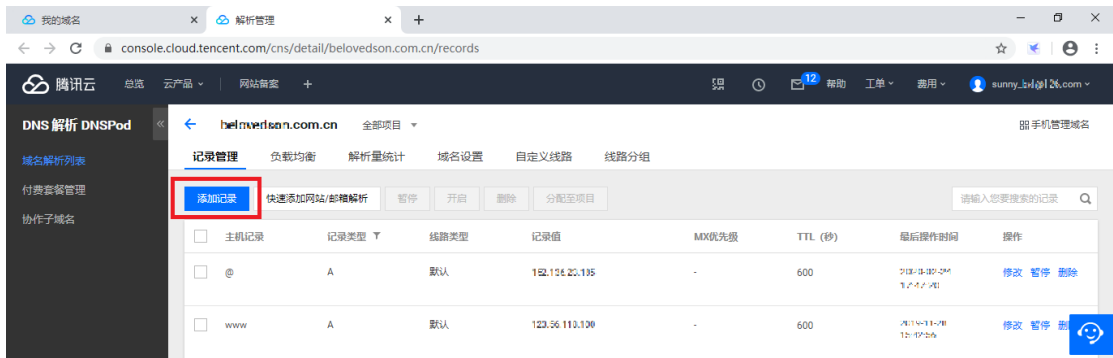 我的域名
解析管理
console.cloud.tencent.com/cns/detail/belovedson.com.cn/records
腾讯云 总览 云产品 网站备案 12 帮助 工单 费用
DNS 解析 DNSPod 全部项目 手机管理域名
域名解析列表 记录管理 负载均衡 解析量统计 域名设置 自定义线路 线路分组
付费套餐管理 添加记录 快速添加网站/邮箱解析 暂停 开启 删除 分配至项目 请输入您要搜索的记录
协作子域名
主机记录 记录类型 线路类型 记录值 MX优先级 TTL (秒) 最后操作时间 操作
@ A 默认 - 600 修改 暂停 删除
www A 默认 - 600 修改 暂停